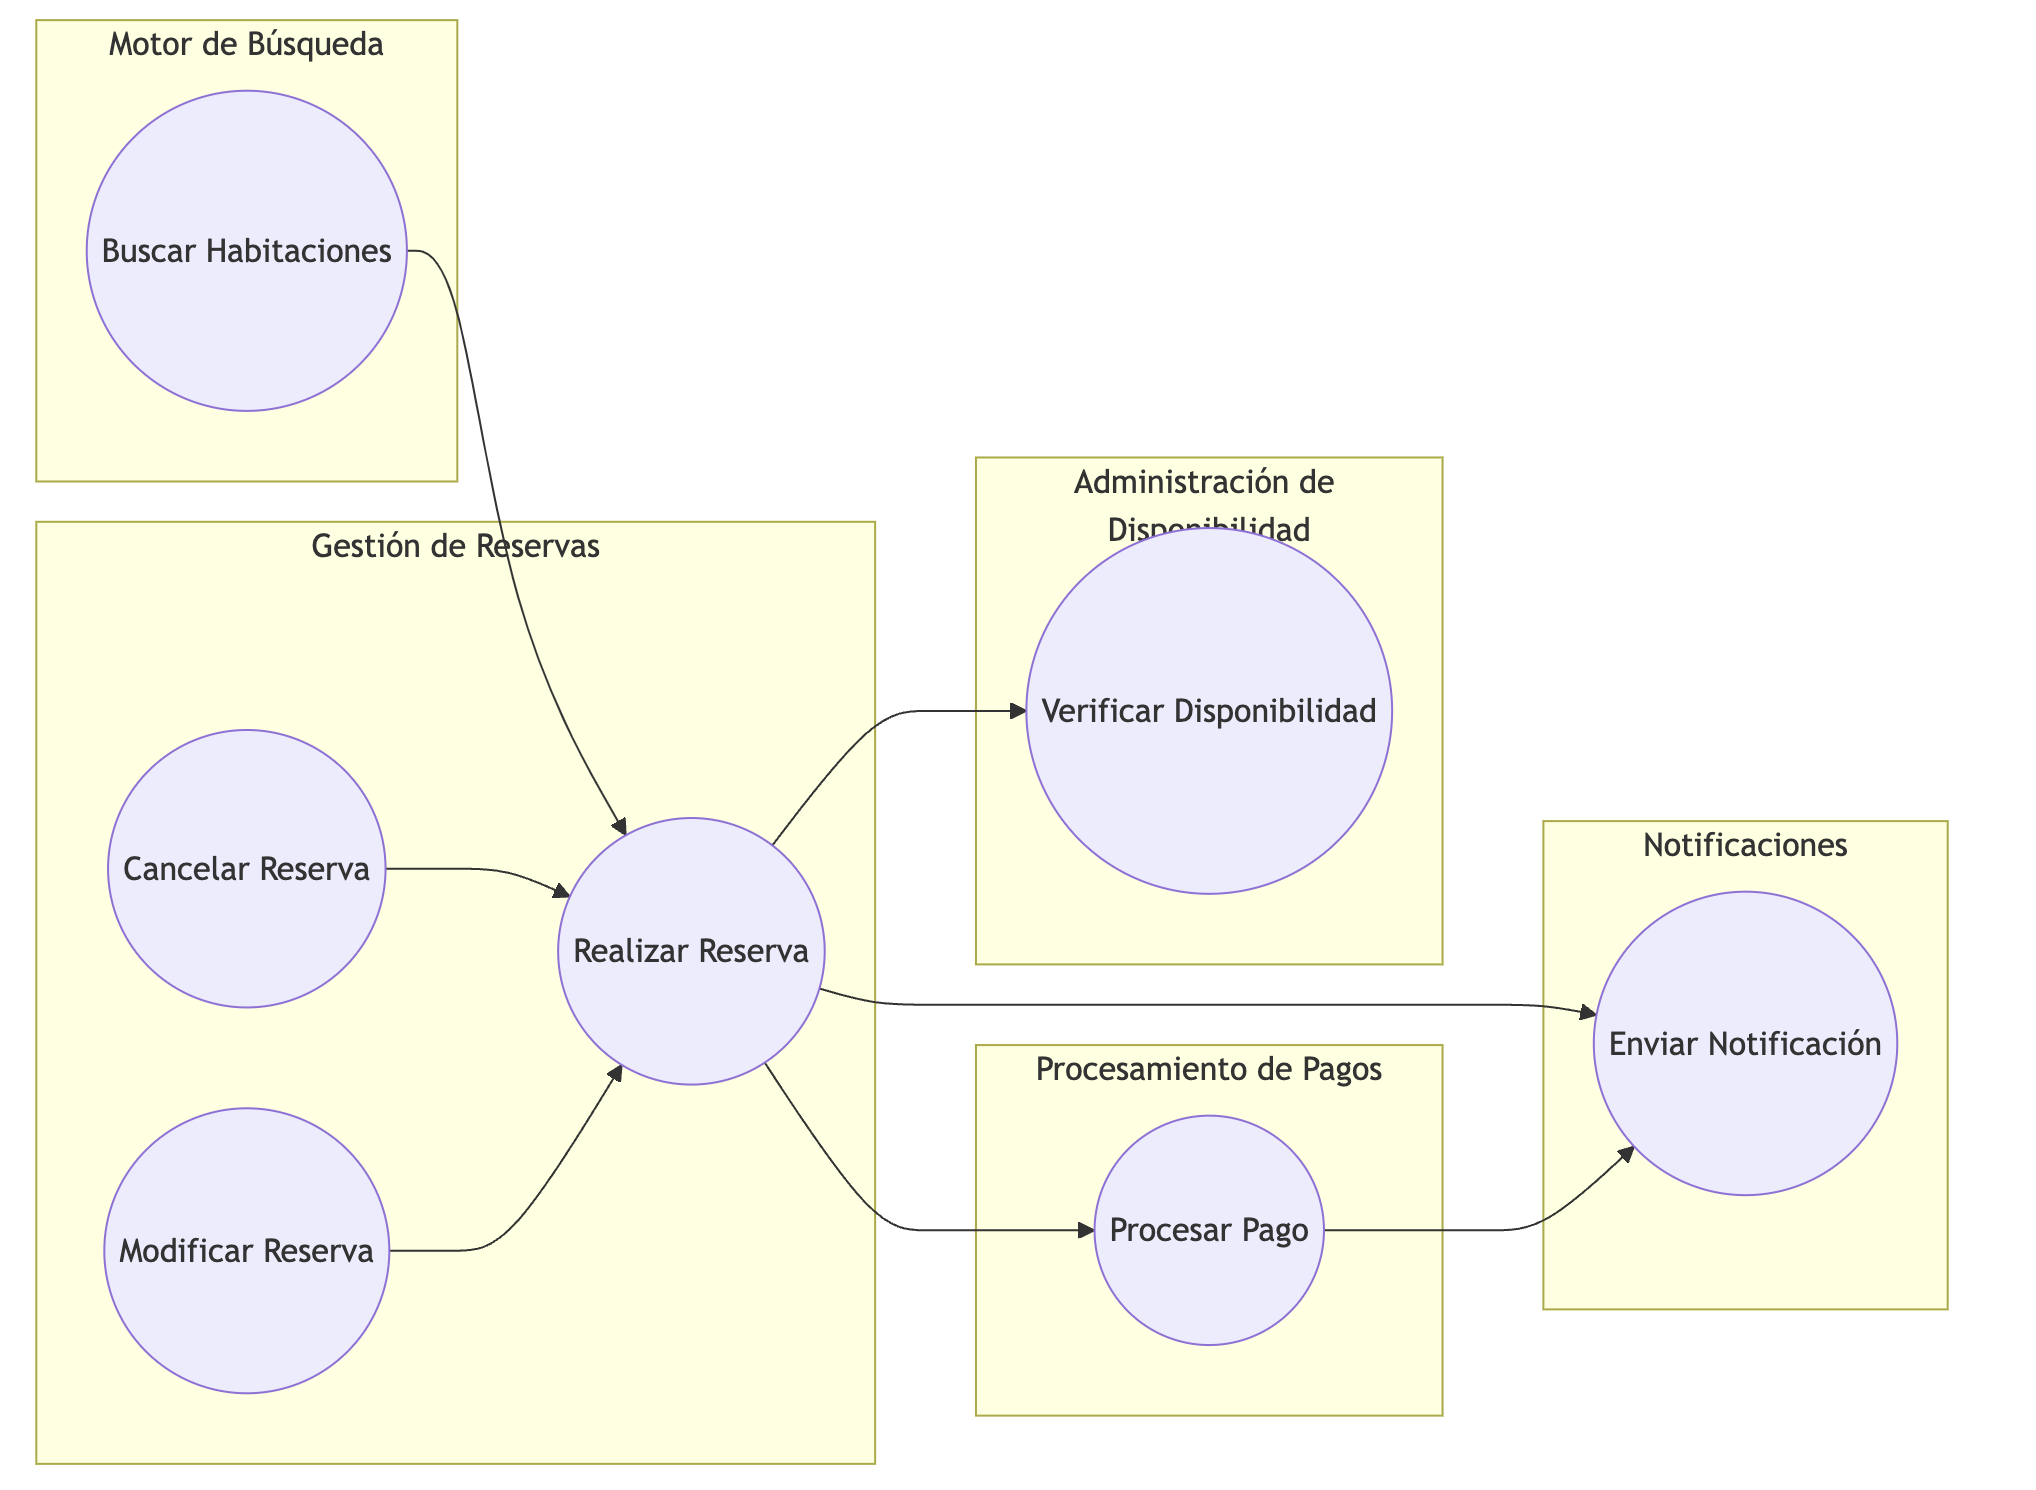 Motor de Búsqueda
Buscar Habitaciones
Gestión de Reservas
Cancelar Reserva
Realizar Reserva
Modificar Reserva
Administración de
Disponibilidad
Verificar Disponibilidad
Procesamiento de Pagos
Procesar Pago
Notificaciones
Enviar Notificación